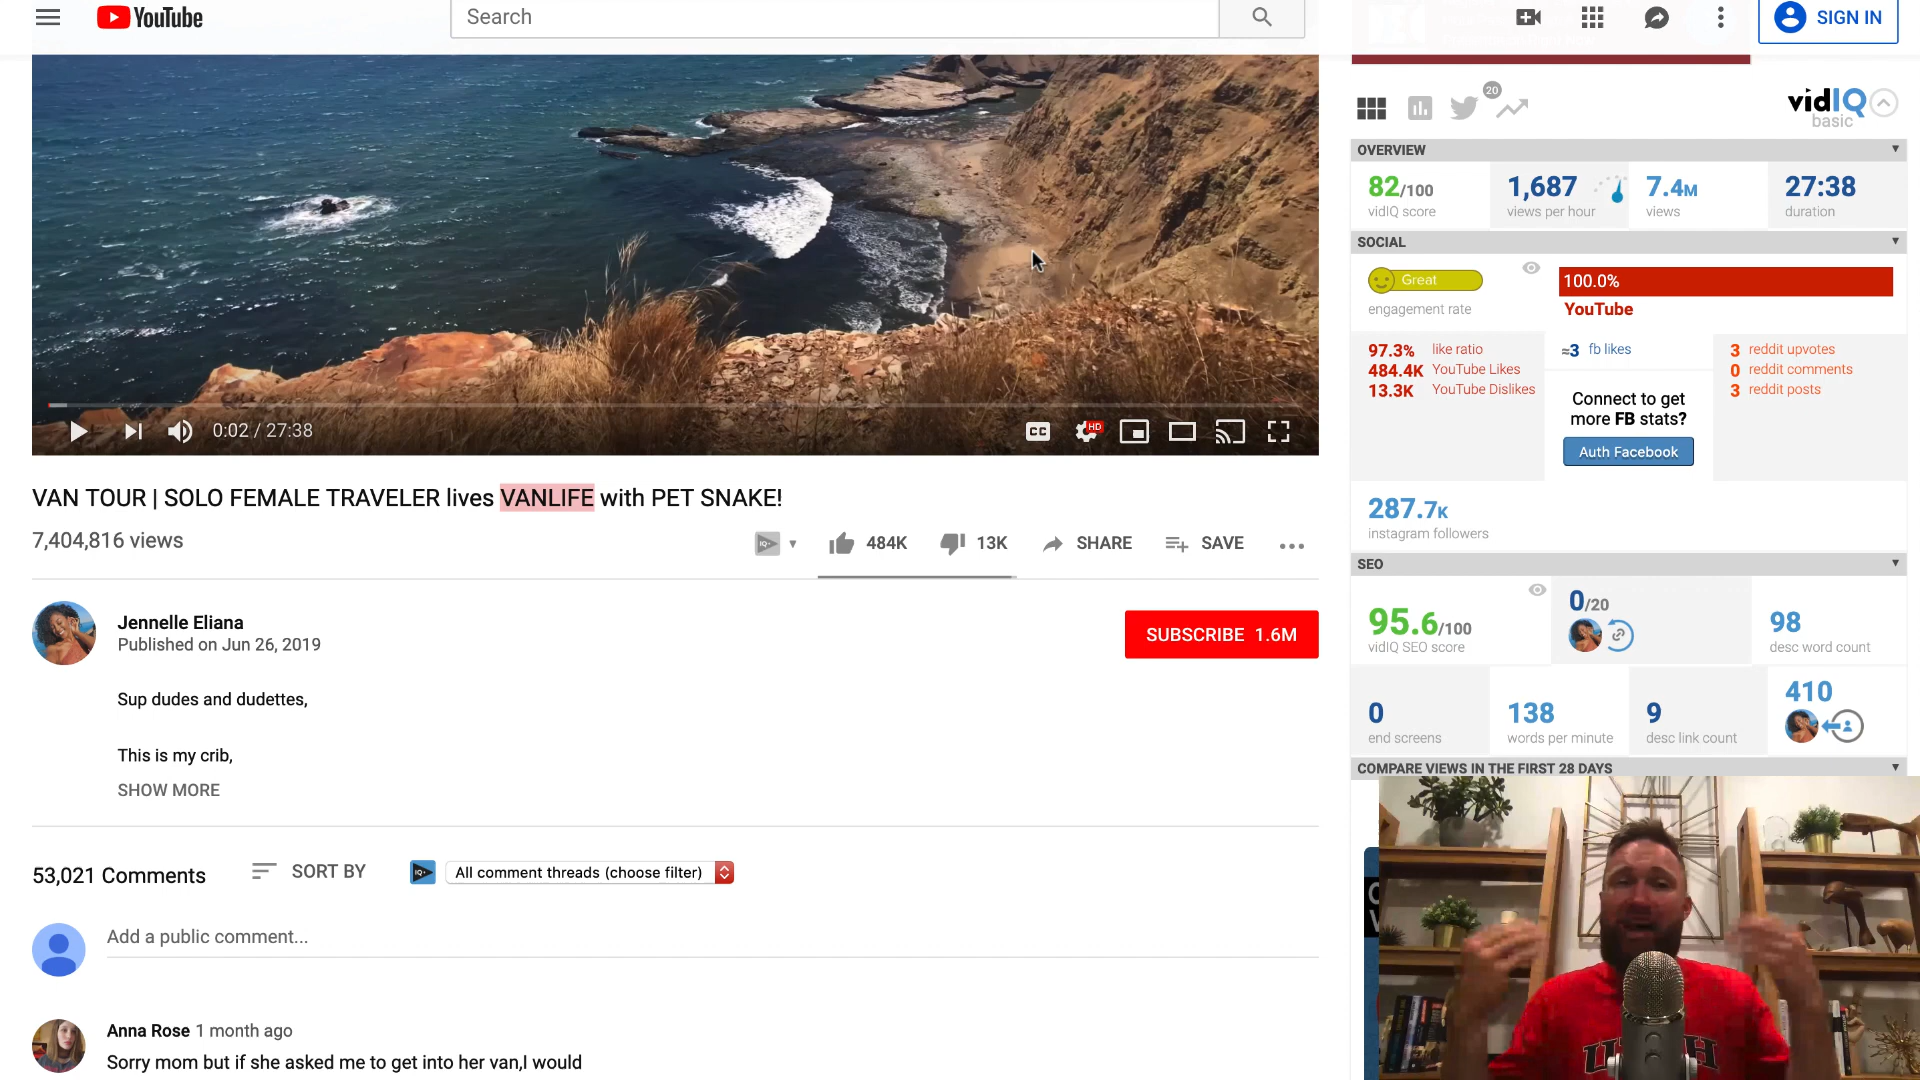 YouTube
Search
SIGN IN
20
vidIQ
basic
OVERVIEW
82/100
vidIQ score
1,687
views per hour
7.4M
views
27:38
duration
SOCIAL
Great
engagement rate
100.0%
YouTube
97.3% like ratio
484.4K YouTube Likes
13.3K YouTube Dislikes
≈3 fb likes
Connect to get
more FB stats?
Auth Facebook
3 reddit upvotes
0 reddit comments
3 reddit posts
287.7K
instagram followers
SEO
95.6/100
vidIQ SEO score
0/20
98
desc word count
0
end screens
138
words per minute
9
desc link count
410
COMPARE VIEWS IN THE FIRST 28 DAYS
0:02 / 27:38
CC
HD
VAN TOUR | SOLO FEMALE TRAVELER lives VANLIFE with PET SNAKE!
7,404,816 views
IQ+
484K
13K
SHARE
SAVE
Jennelle Eliana
Published on Jun 26, 2019
SUBSCRIBE 1.6M
Sup dudes and dudettes,
This is my crib,
SHOW MORE
53,021 Comments
SORT BY
IQ+
All comment threads (choose filter)
Add a public comment...
Anna Rose 1 month ago
Sorry mom but if she asked me to get into her van,I would